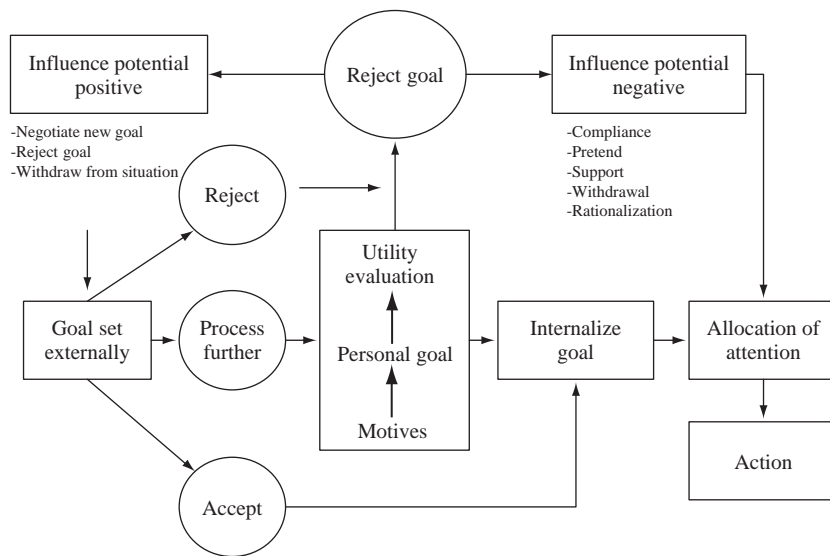 Influence potential
positive
Reject goal
Influence potential
negative
-Negotiate new goal
-Reject goal
-Withdraw from situation
-Compliance
-Pretend
-Support
-Withdrawal
-Rationalization
Reject
Utility
evaluation
Goal set
externally
Process
further
Personal goal
Internalize
goal
Allocation of
attention
Motives
Action
Accept